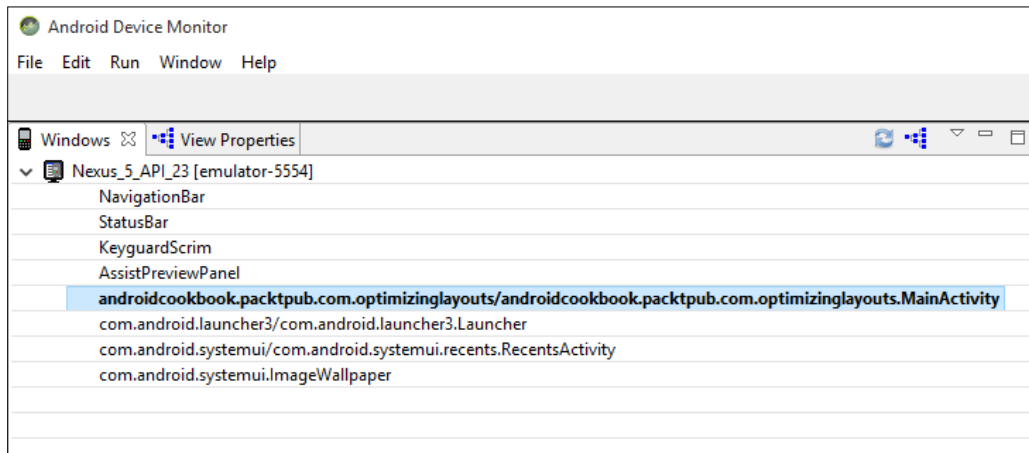 Android Device Monitor
File Edit Run Window Help
Windows View Properties
Nexus_5_API_23 [emulator-5554]
NavigationBar
StatusBar
KeyguardScrim
AssistPreviewPanel
androidcookbook.packtpub.com.optimizinglayouts/androidcookbook.packtpub.com.optimizinglayouts.MainActivity
com.android.launcher3/com.android.launcher3.Launcher
com.android.systemui/com.android.systemui.recents.RecentsActivity
com.android.systemui.ImageWallpaper